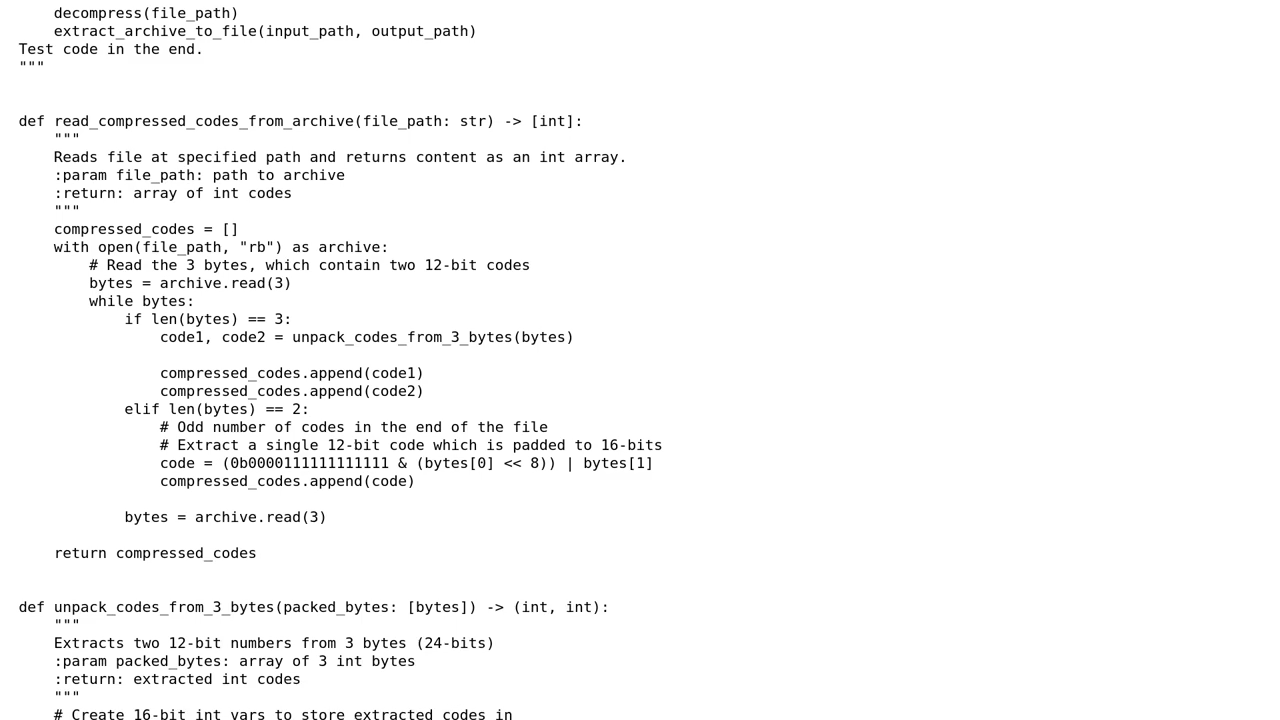 decompress(file_path)
    extract_archive_to_file(input_path, output_path)
Test code in the end.
"""
def read_compressed_codes_from_archive(file_path: str) -> [int]:
    """
    Reads file at specified path and returns content as an int array.
    :param file_path: path to archive
    :return: array of int codes
    """
    compressed_codes = []
    with open(file_path, "rb") as archive:
        # Read the 3 bytes, which contain two 12-bit codes
        bytes = archive.read(3)
        while bytes:
            if len(bytes) == 3:
                code1, code2 = unpack_codes_from_3_bytes(bytes)
                compressed_codes.append(code1)
                compressed_codes.append(code2)
            elif len(bytes) == 2:
                # Odd number of codes in the end of the file
                # Extract a single 12-bit code which is padded to 16-bits
                code = (0b0000111111111111 & (bytes[0] << 8)) | bytes[1]
                compressed_codes.append(code)
            bytes = archive.read(3)
    return compressed_codes
def unpack_codes_from_3_bytes(packed_bytes: [bytes]) -> (int, int):
    """
    Extracts two 12-bit numbers from 3 bytes (24-bits)
    :param packed_bytes: array of 3 int bytes
    :return: extracted int codes
    """
    # Create 16-bit int vars to store extracted codes in